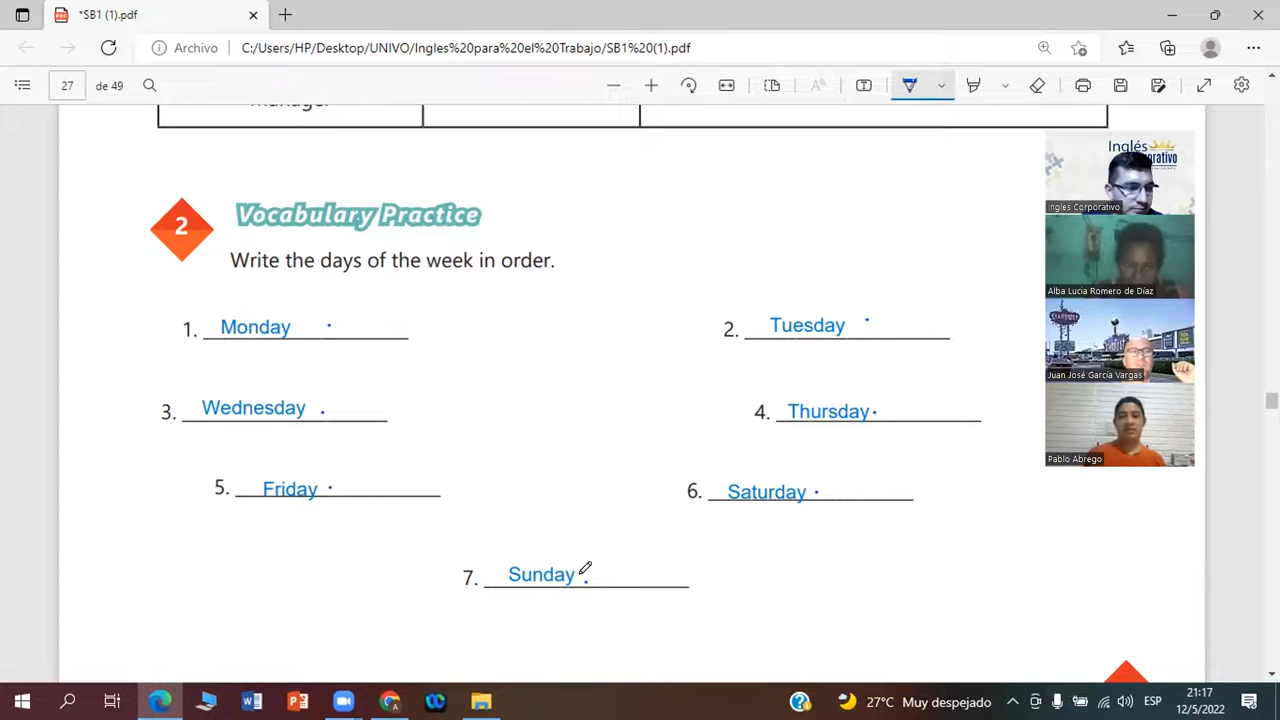 *SB1 (1).pdf
Archivo C:/Users/HP/Desktop/UNIVO/Ingles%20para%20el%20Trabajo/SB1%20(1).pdf
27 de 49
manager
Inglés
Ingles Corporativo
Alba Lucia Romero de Díaz
STARDUST
Juan José García Vargas
Pablo Abrego
2 Vocabulary Practice
Write the days of the week in order.
1. Monday
2. Tuesday
3. Wednesday
4. Thursday
5. Friday
6. Saturday
7. Sunday
27°C Muy despejado ESP 21:17
12/5/2022